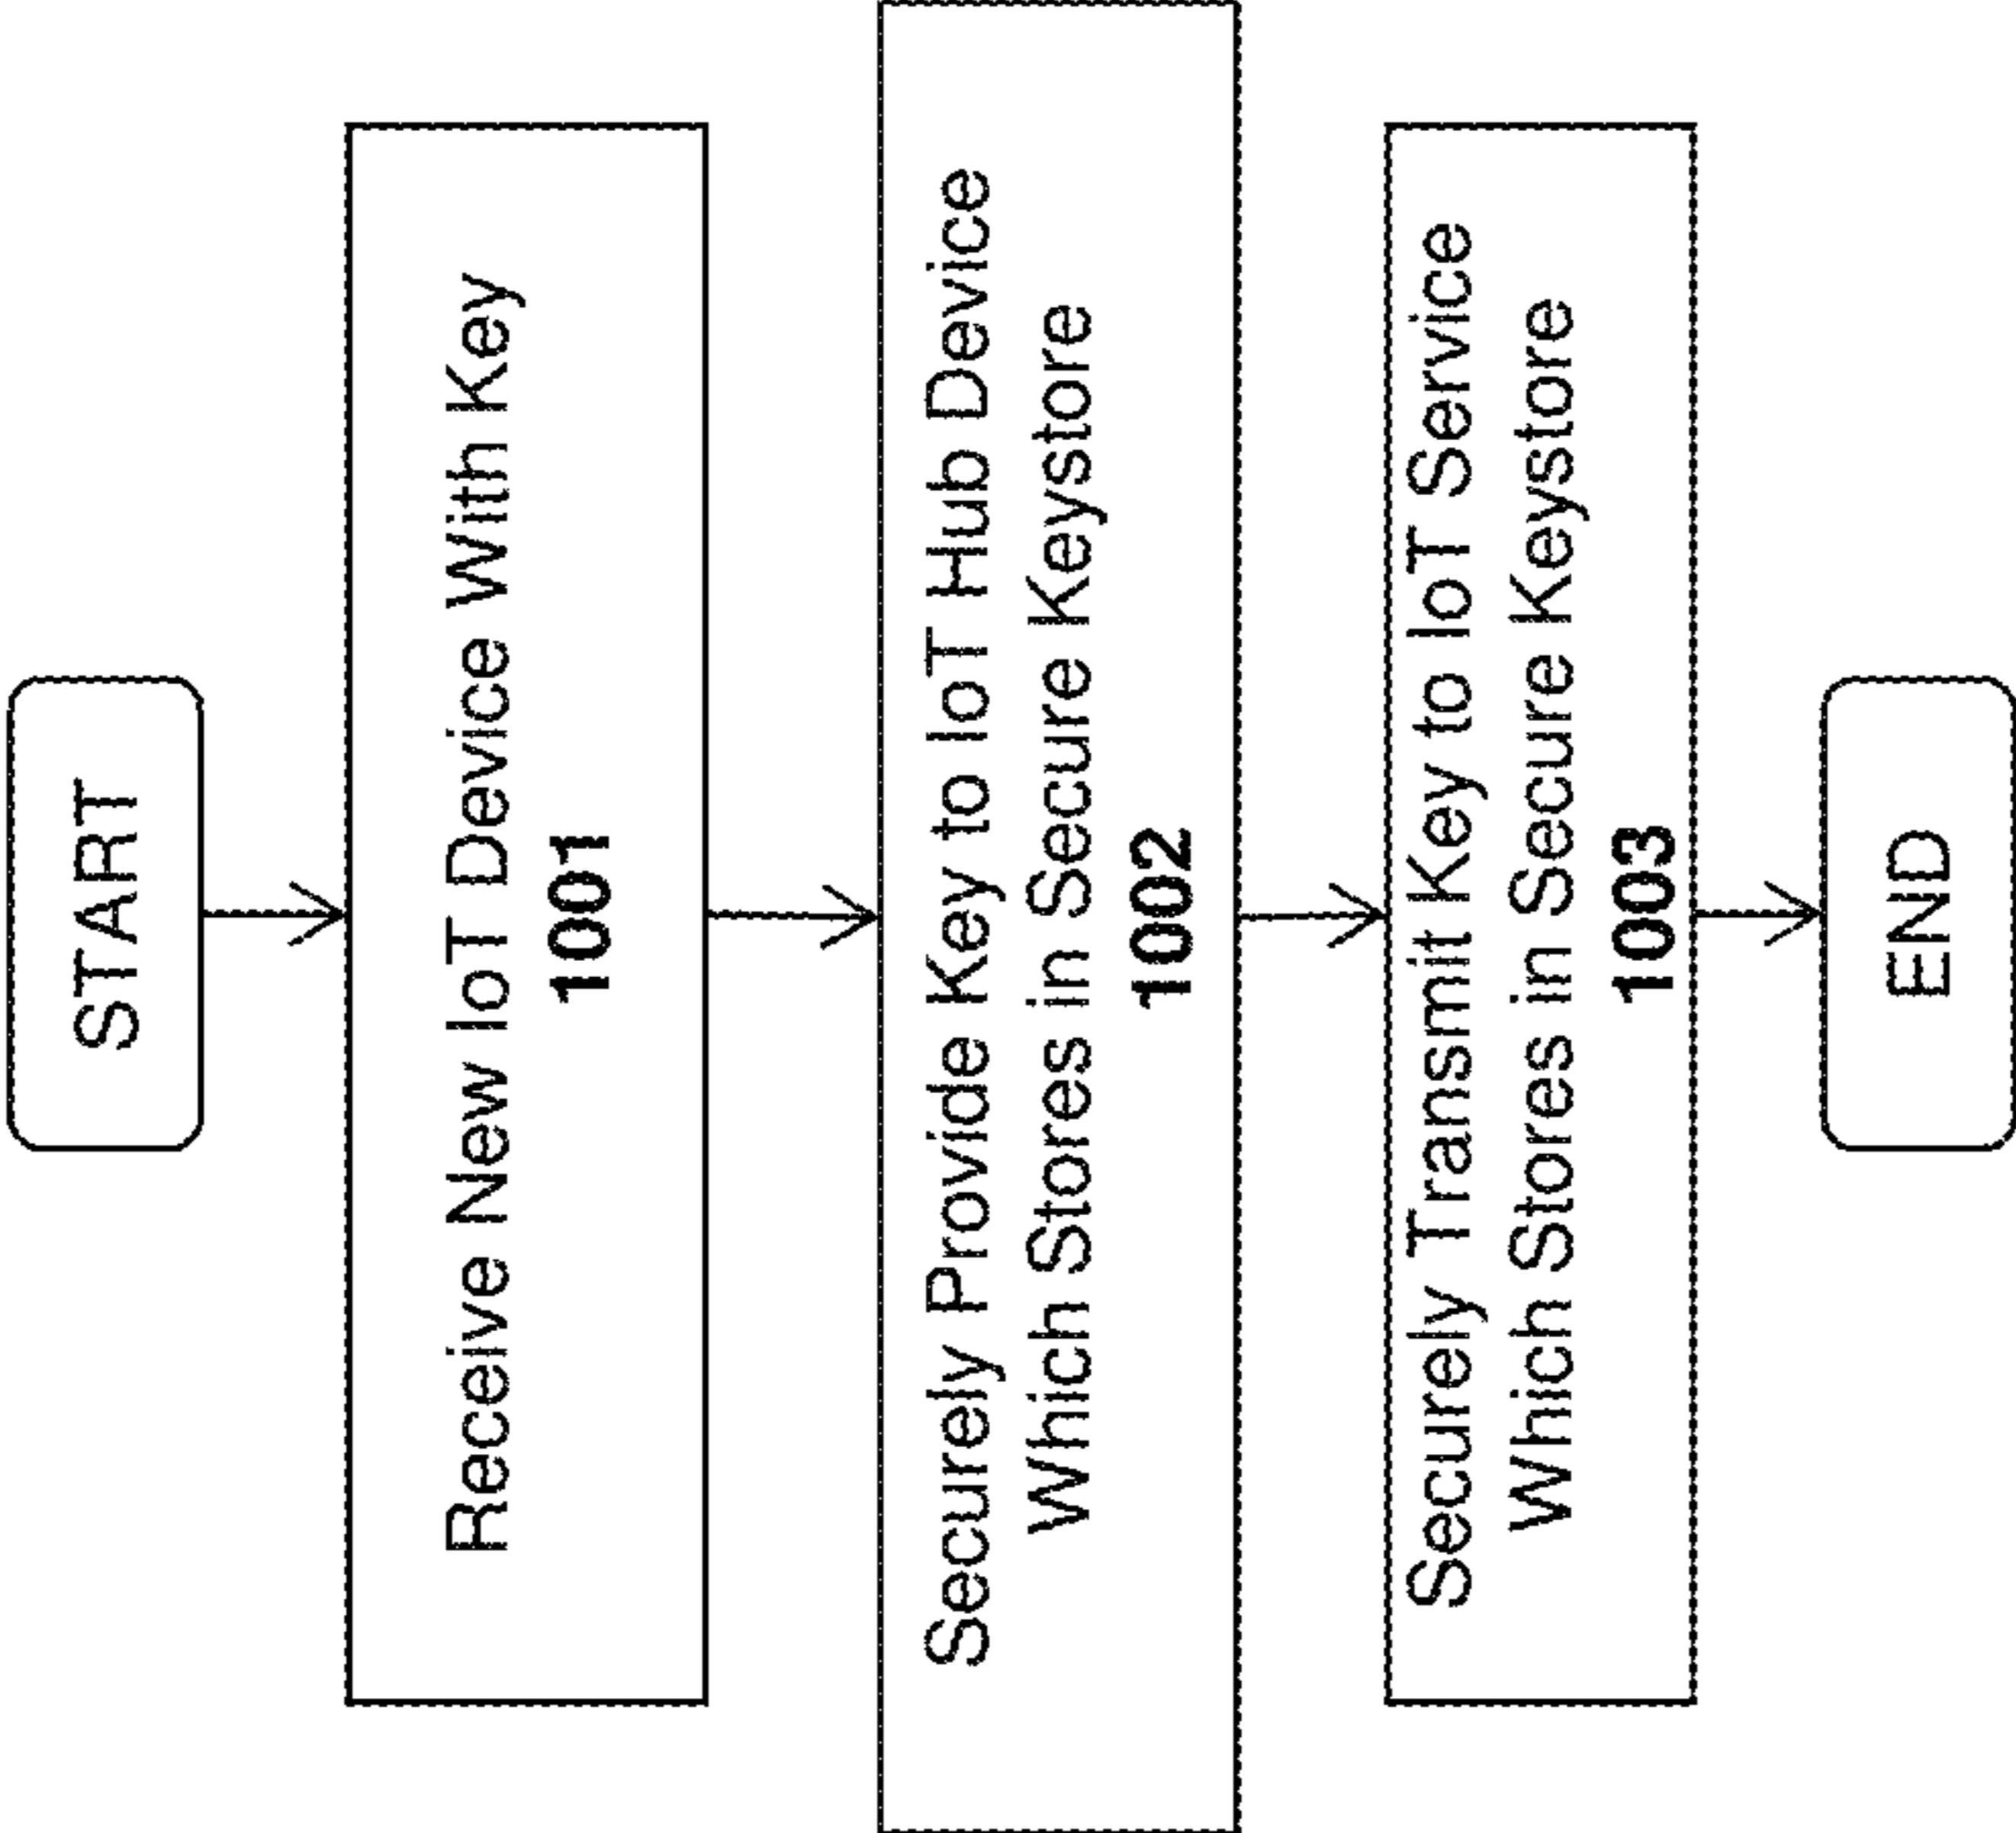 START
Receive New IoT Device With Key
1001
Securely Provide Key to IoT Hub Device
Which Stores in Secure Keystore
1002
Securely Transmit Key to IoT Service
Which Stores in Secure Keystore
1003
END